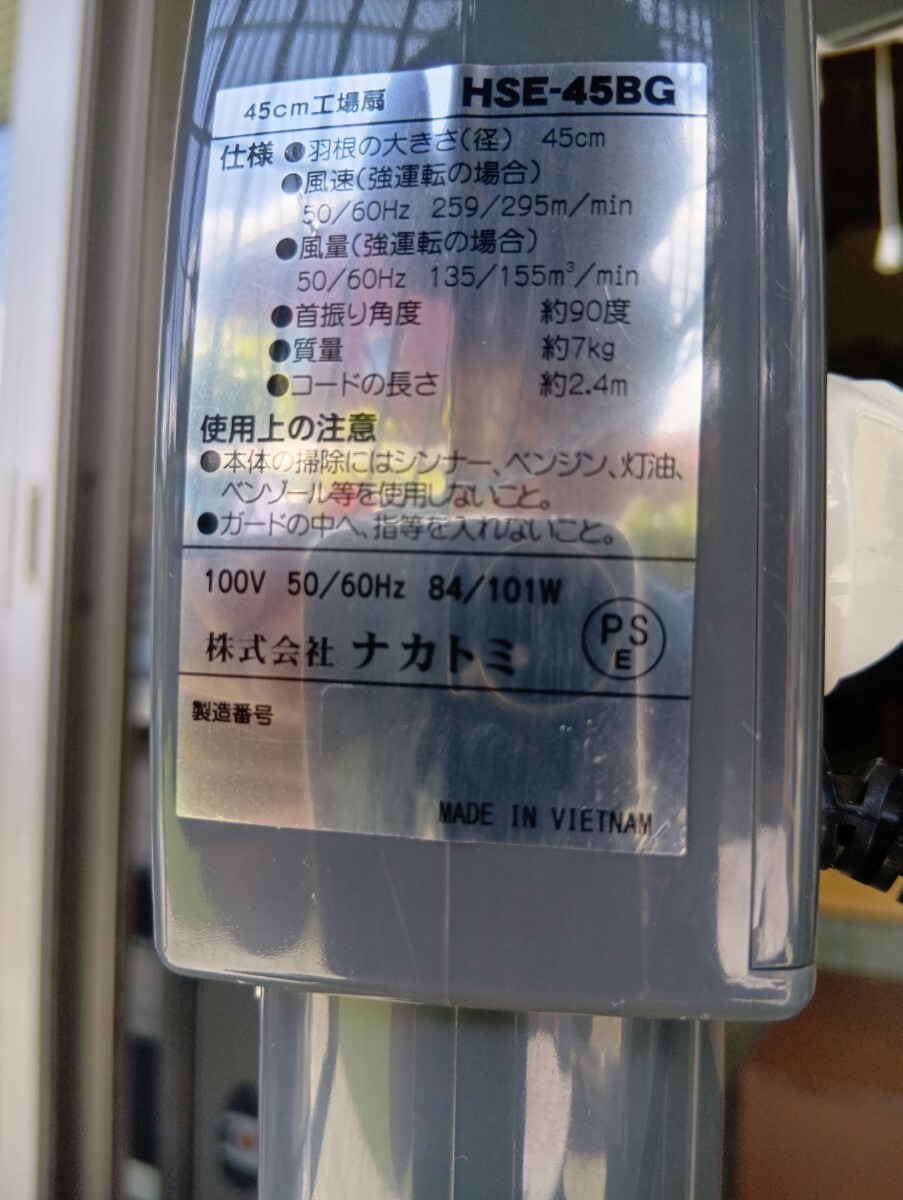 45cm工場扇 HSE-45BG
仕様 ●羽根の大きさ(径) 45cm
●風速(強運転の場合)
50/60Hz 259/295m/min
●風量(強運転の場合)
50/60Hz 135/155m³/min
●首振り角度 約90度
●質量 約7kg
●コードの長さ 約2.4m
使用上の注意
●本体の掃除にはシンナー、ベンジン、灯油、
ベンゾール等を使用しないこと。
●ガードの中へ、指等を入れないこと。
100V 50/60Hz 84/101W
株式会社 ナカトミ PS
E
製造番号
MADE IN VIETNAM